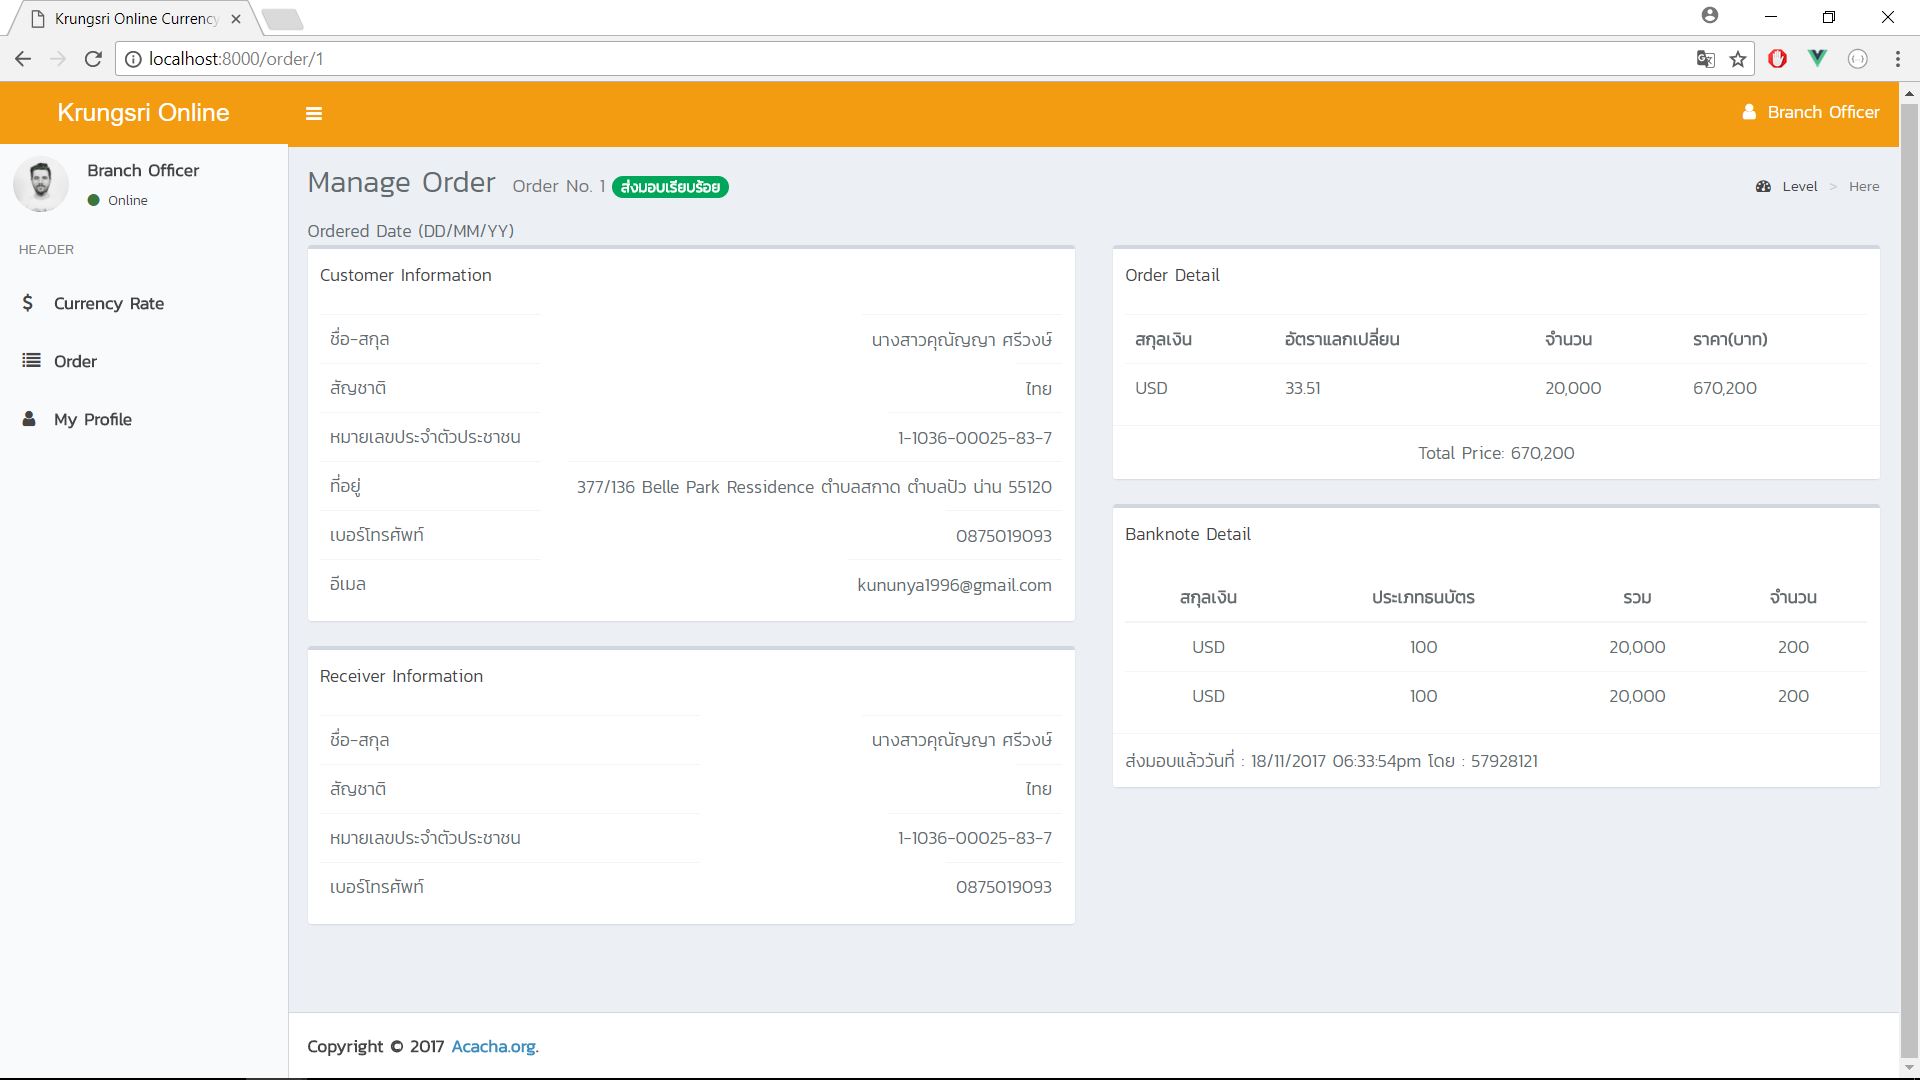 Krungsri Online Currency
localhost:8000/order/1
Krungsri Online
Branch Officer
Branch Officer
Online
HEADER
$ Currency Rate
Order
My Profile
Manage Order Order No. 1 ส่งมอบเรียบร้อย
Level > Here
Ordered Date (DD/MM/YY)
Customer Information
ชื่อ-สกุล นางสาวคุณัญญา ศรีวงษ์
สัญชาติ ไทย
หมายเลขประจำตัวประชาชน 1-1036-00025-83-7
ที่อยู่ 377/136 Belle Park Ressidence ตำบลสกาด ตำบลปัว น่าน 55120
เบอร์โทรศัพท์ 0875019093
อีเมล kununya1996@gmail.com
Receiver Information
ชื่อ-สกุล นางสาวคุณัญญา ศรีวงษ์
สัญชาติ ไทย
หมายเลขประจำตัวประชาชน 1-1036-00025-83-7
เบอร์โทรศัพท์ 0875019093
Order Detail
สกุลเงิน อัตราแลกเปลี่ยน จำนวน ราคา(บาท)
USD 33.51 20,000 670,200
Total Price: 670,200
Banknote Detail
สกุลเงิน ประเภทธนบัตร รวม จำนวน
USD 100 20,000 200
USD 100 20,000 200
ส่งมอบแล้ววันที่ : 18/11/2017 06:33:54pm โดย : 57928121
Copyright © 2017 Acacha.org.